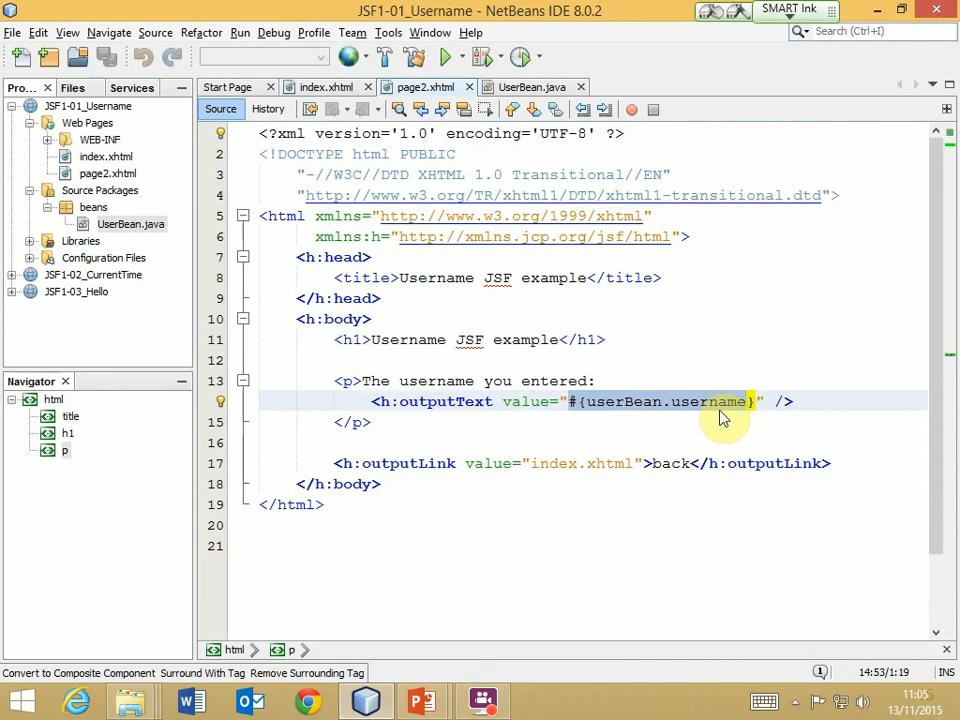 JSF1-01_Username - NetBeans IDE 8.0.2
SMART Ink
File Edit View Navigate Source Refactor Run Debug Profile Team Tools Window Help
Search (Ctrl+I)
Pro... Files Services
Start Page index.xhtml page2.xhtml UserBean.java
Source History
JSF1-01_Username
Web Pages
WEB-INF
index.xhtml
page2.xhtml
Source Packages
beans
UserBean.java
Libraries
Configuration Files
JSF1-02_CurrentTime
JSF1-03_Hello
Navigator
html
title
h1
p
<?xml version='1.0' encoding='UTF-8' ?>
2 <!DOCTYPE html PUBLIC
3 "-//W3C//DTD XHTML 1.0 Transitional//EN"
4 "http://www.w3.org/TR/xhtml1/DTD/xhtml1-transitional.dtd">
5 <html xmlns="http://www.w3.org/1999/xhtml"
6 xmlns:h="http://xmlns.jcp.org/jsf/html">
7 <h:head>
8 <title>Username JSF example</title>
9 </h:head>
10 <h:body>
11 <h1>Username JSF example</h1>
12
13 <p>The username you entered:
<h:outputText value="#{userBean.username}" />
15 </p>
16
17 <h:outputLink value="index.xhtml">back</h:outputLink>
18 </h:body>
19 </html>
20
21
html p
Convert to Composite Component Surround With Tag Remove Surrounding Tag
1
14:53/1:19 INS
11:05
13/11/2015